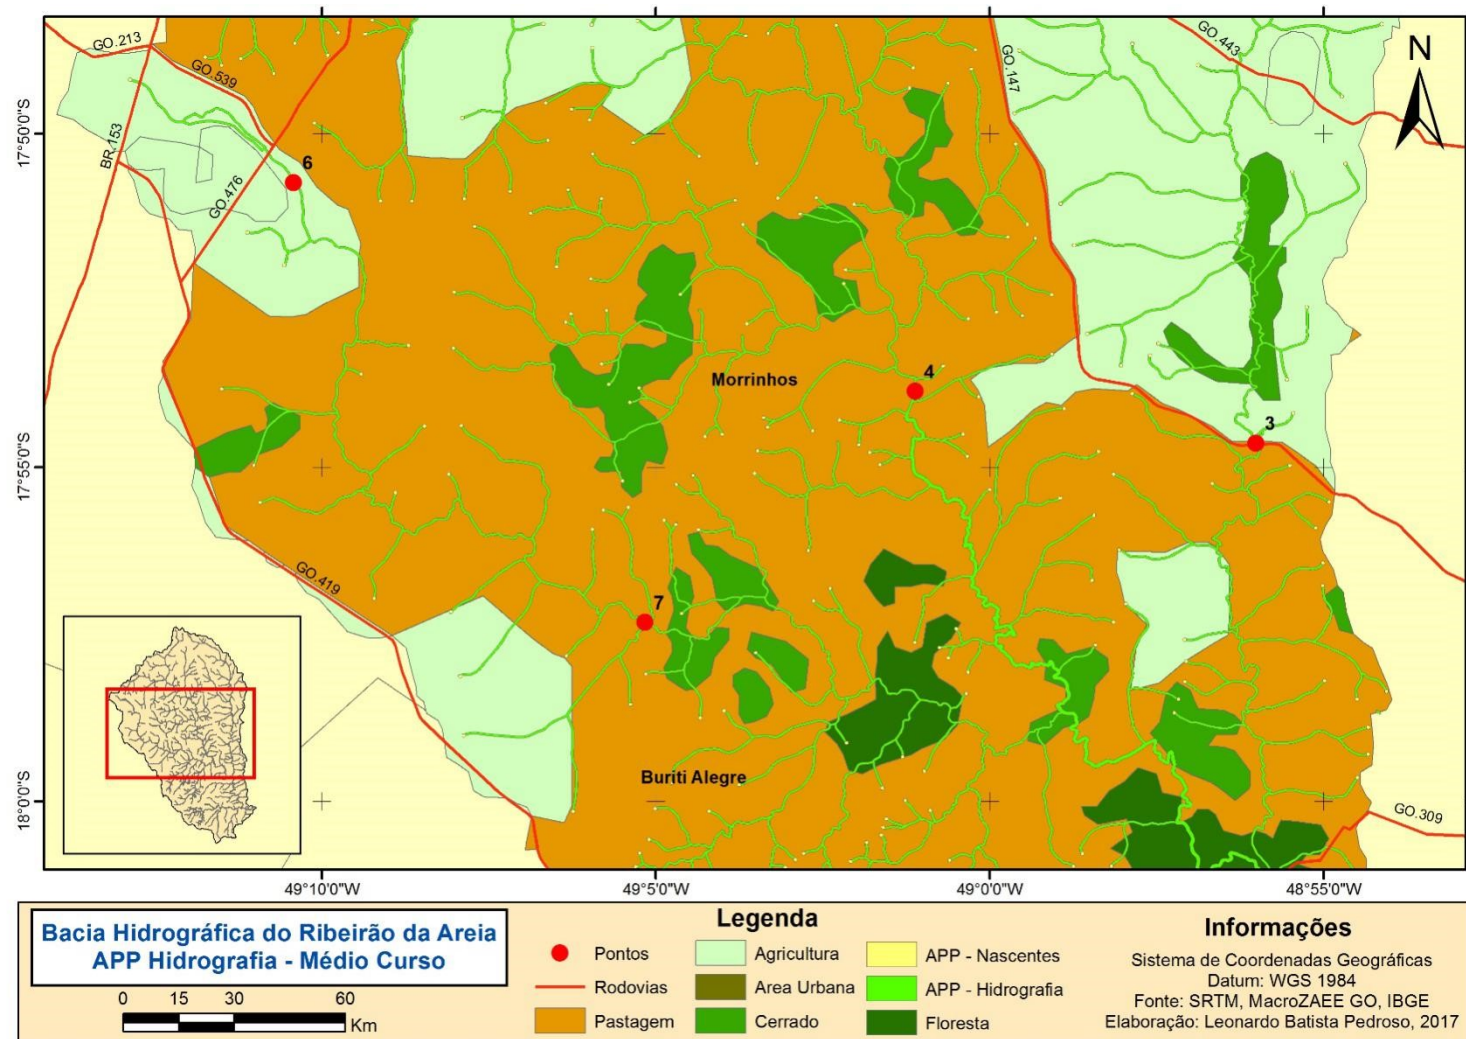 GO.213
GO.539
GO.147
GO.443
N
17°50'0"S
BR.153
6
GO.476
Morrinhos
4
3
17°55'0"S
GO.419
7
Buriti Alegre
18°0'0"S
GO.309
49°10'0"W
49°5'0"W
49°0'0"W
48°55'0"W
Bacia Hidrográfica do Ribeirão da Areia
APP Hidrografia - Médio Curso
0 15 30 60
Km
Legenda
Pontos
Rodovias
Pastagem
Agricultura
Area Urbana
Cerrado
APP - Nascentes
APP - Hidrografia
Floresta
Informações
Sistema de Coordenadas Geográficas
Datum: WGS 1984
Fonte: SRTM, MacroZAEE GO, IBGE
Elaboração: Leonardo Batista Pedroso, 2017